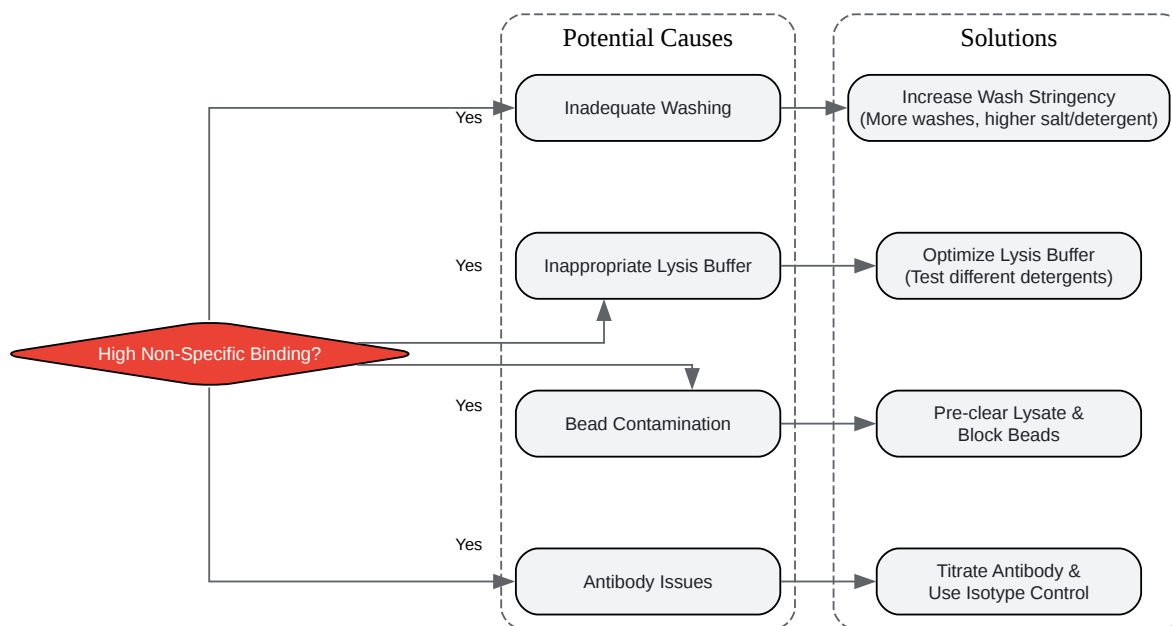 Potential Causes
Solutions
Yes
Inadequate Washing
Increase Wash Stringency
(More washes, higher salt/detergent)
Yes
Inappropriate Lysis Buffer
Optimize Lysis Buffer
(Test different detergents)
High Non-Specific Binding?
Yes
Bead Contamination
Pre-clear Lysate &
Block Beads
Yes
Antibody Issues
Titrate Antibody &
Use Isotype Control